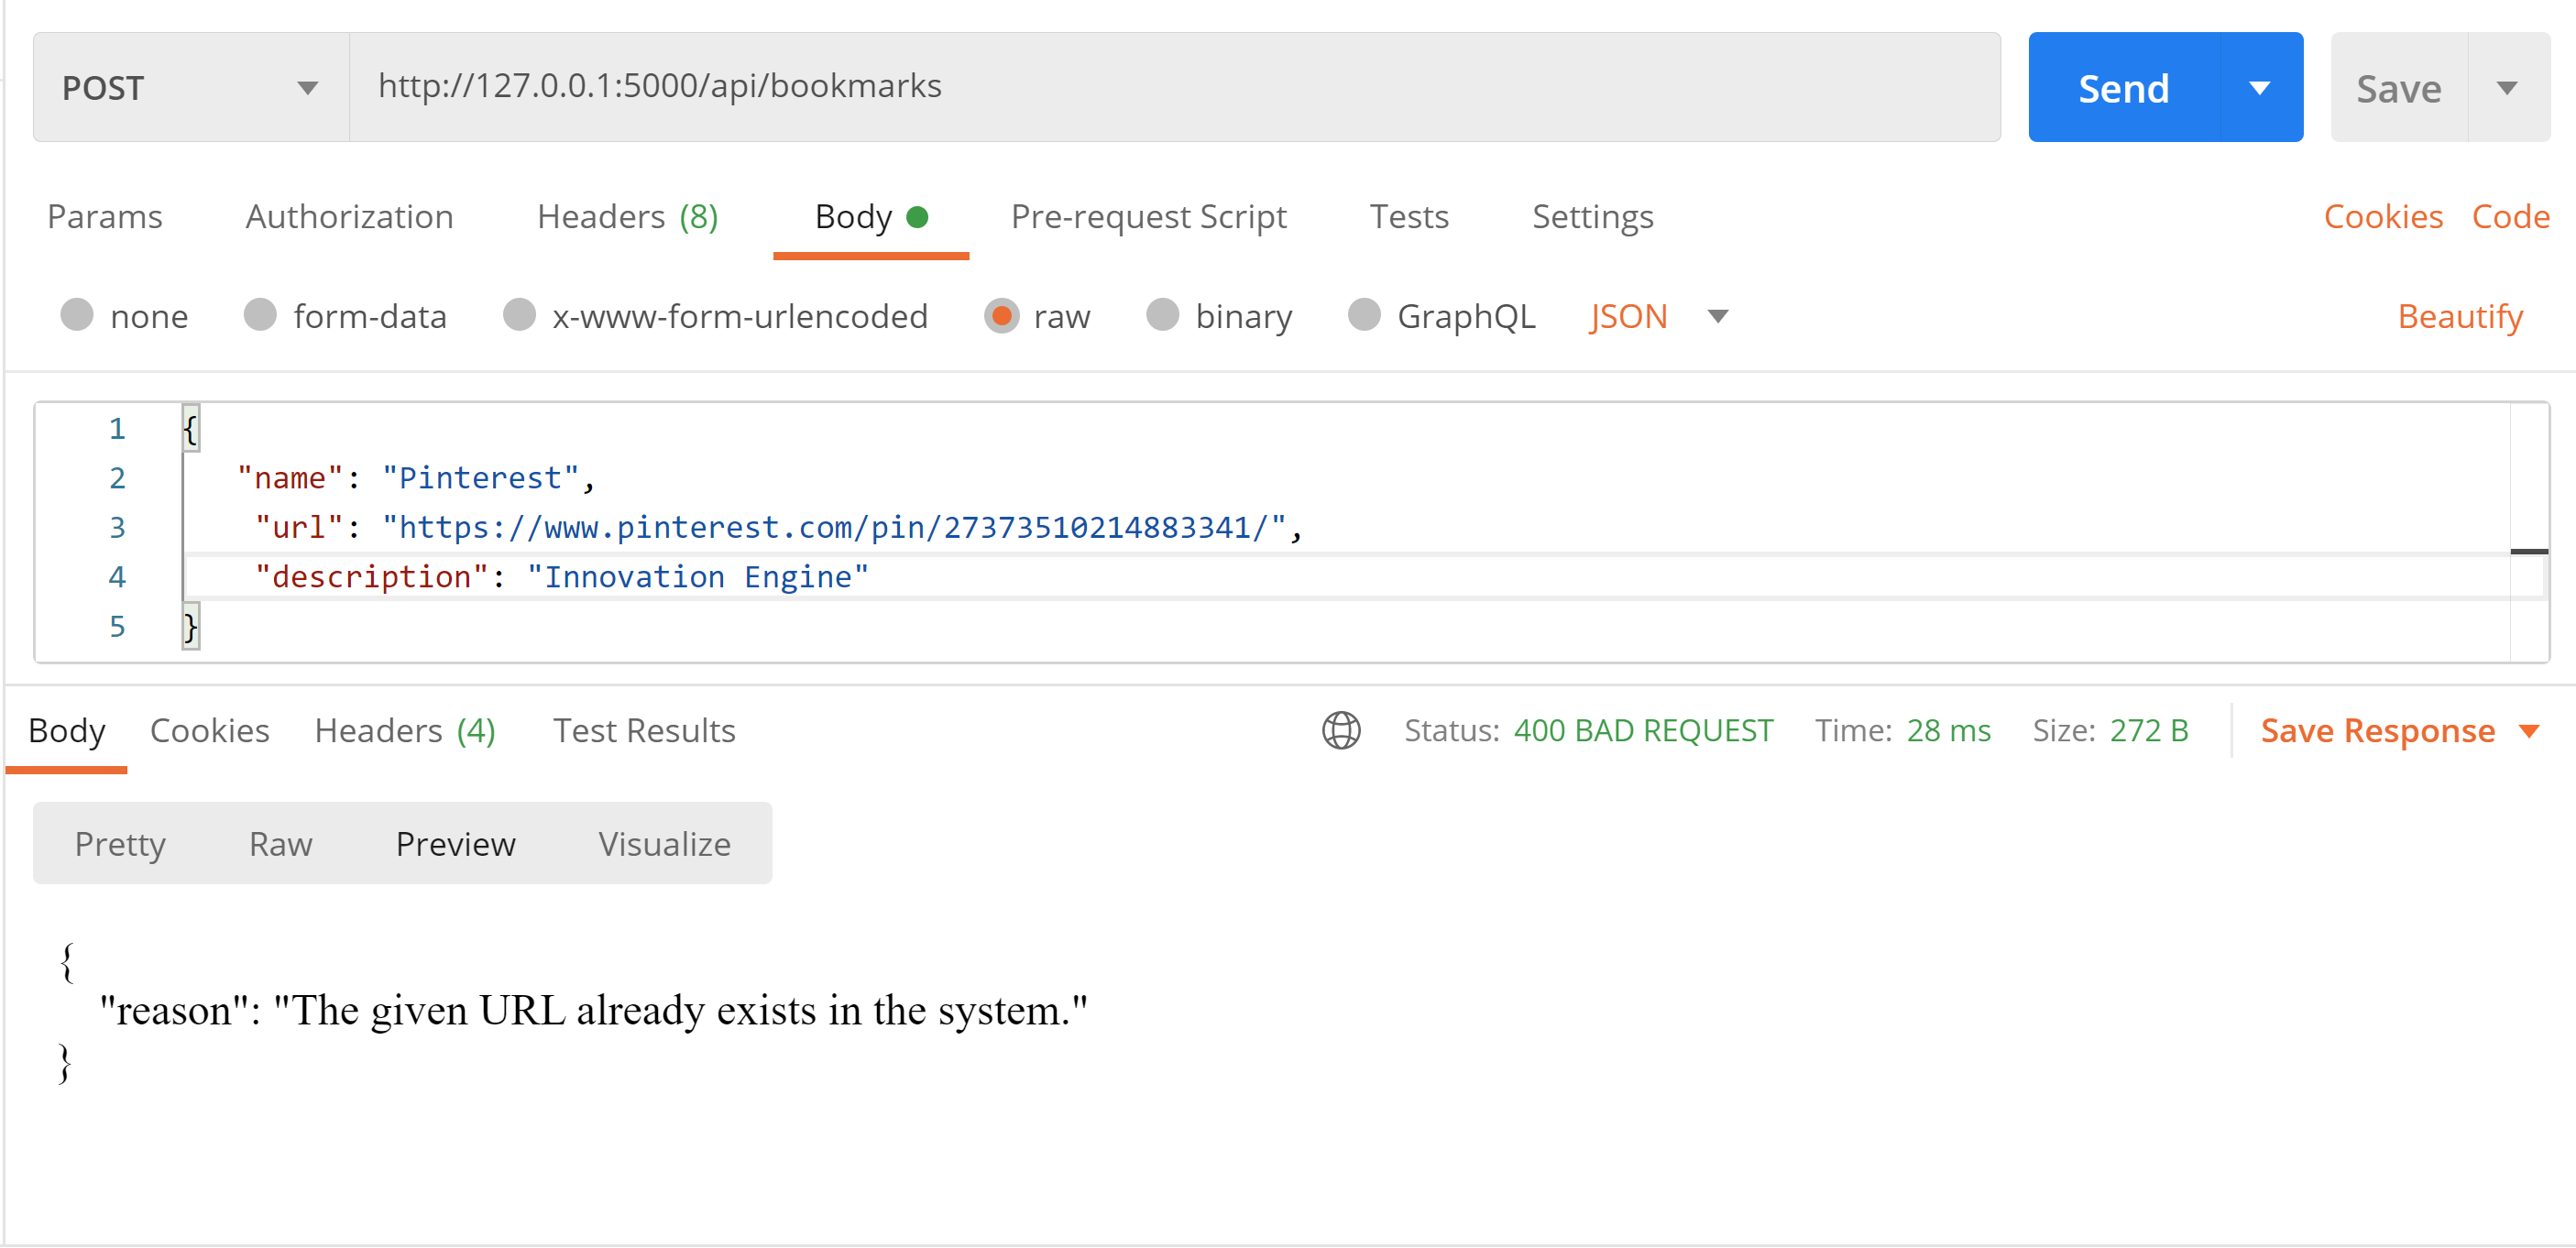 POST http://127.0.0.1:5000/api/bookmarks Send Save
Params Authorization Headers (8) Body Pre-request Script Tests Settings Cookies Code
none form-data x-www-form-urlencoded raw binary GraphQL JSON Beautify
1 {
2 "name": "Pinterest",
3 "url": "https://www.pinterest.com/pin/27373510214883341/",
4 "description": "Innovation Engine"
5 }
Body Cookies Headers (4) Test Results Status: 400 BAD REQUEST Time: 28 ms Size: 272 B Save Response
Pretty Raw Preview Visualize
{
"reason": "The given URL already exists in the system."
}